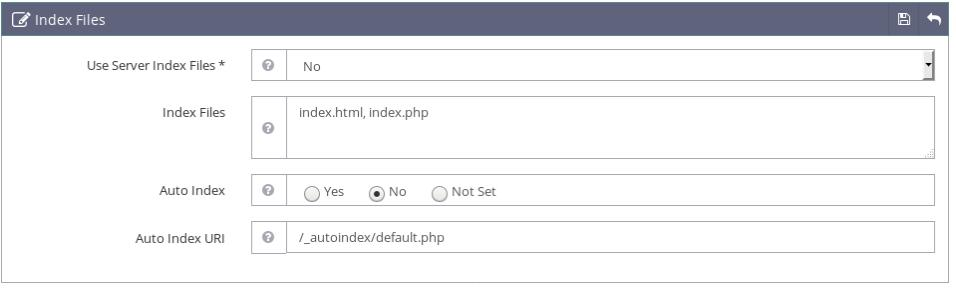 Index Files
Use Server Index Files * No
Index Files index.html, index.php
Auto Index Yes No Not Set
Auto Index URI /_autoindex/default.php